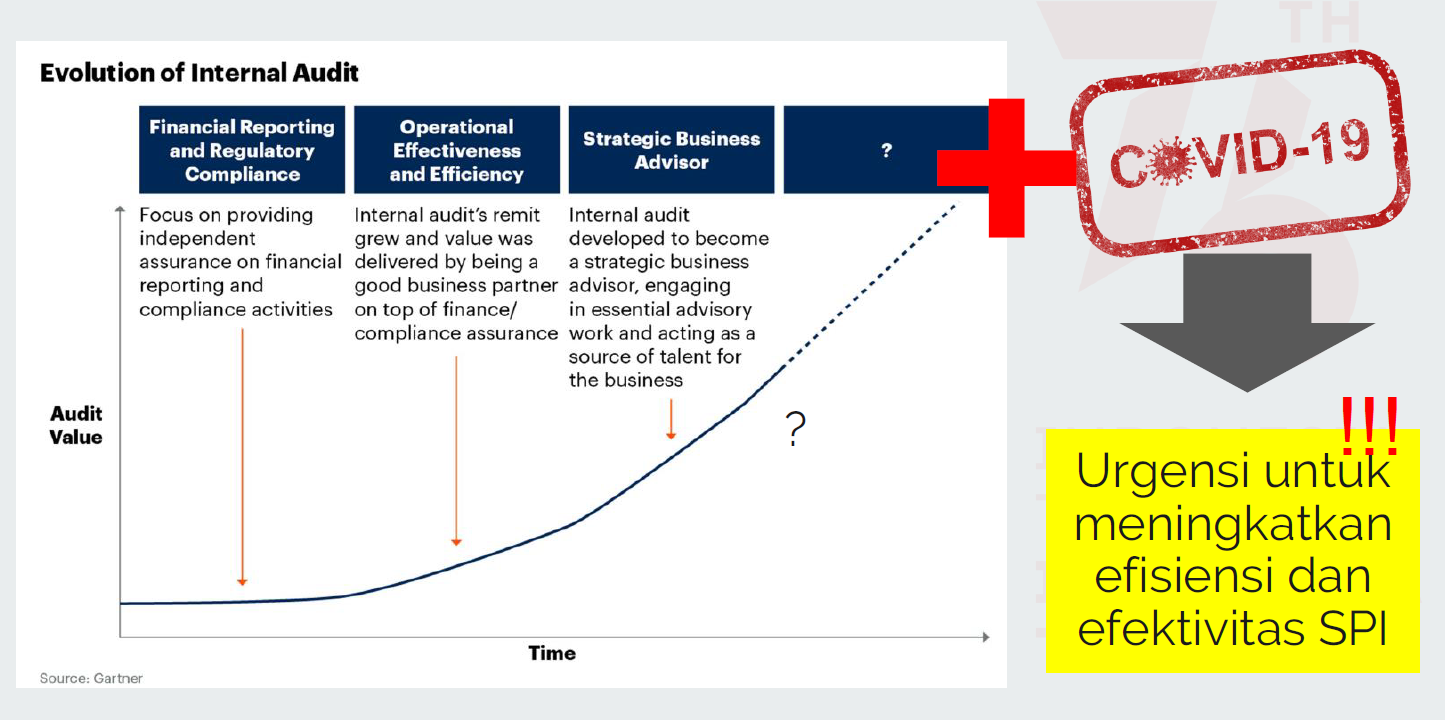 TH
Evolution of Internal Audit
Financial Reporting
and Regulatory
Compliance
Operational
Effectiveness
and Efficiency
Strategic Business
Advisor
?
COVID-19
Focus on providing
independent
assurance on financial
reporting and
compliance activities
Internal audit's remit
grew and value was
delivered by being a
good business partner
on top of finance/
compliance assurance
Internal audit
developed to become
a strategic business
advisor, engaging
in essential advisory
work and acting as a
source of talent for
the business
Audit
Value
?
Time
Source: Gartner
!!!
Urgensi untuk
meningkatkan
efisiensi dan
efektivitas SPI